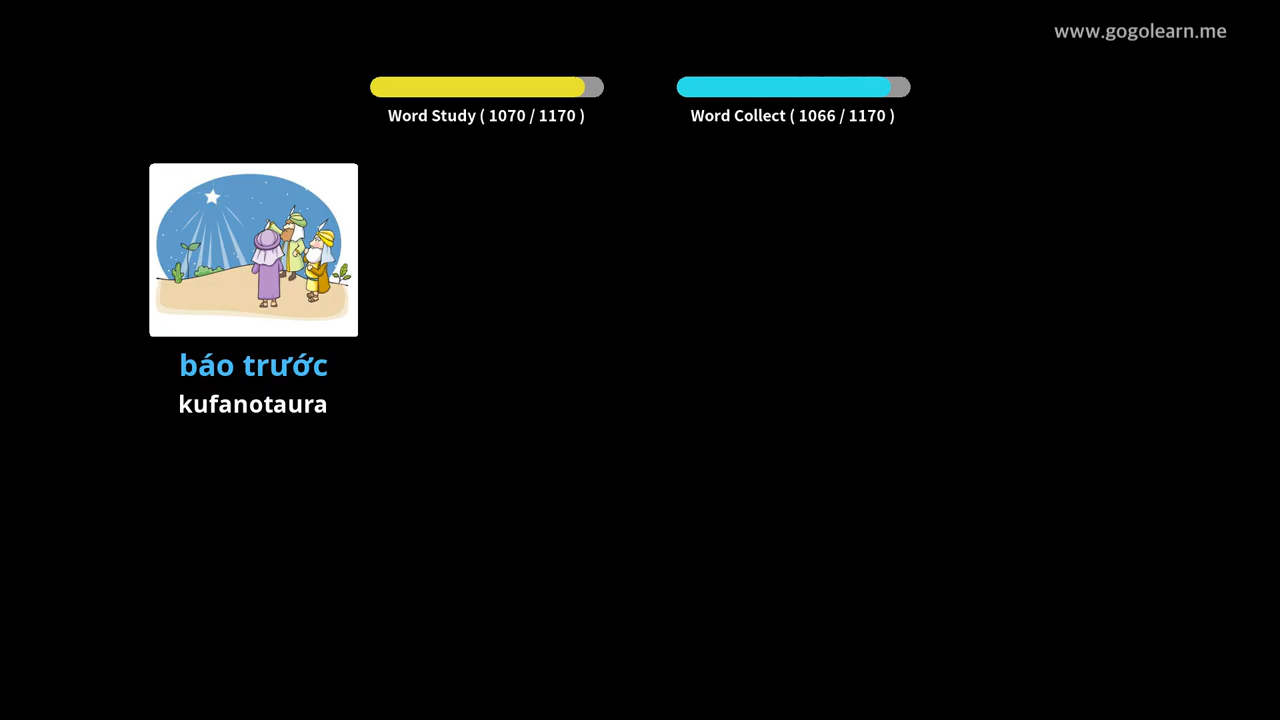 www.gogolearn.me
Word Study ( 1070 / 1170 )
Word Collect ( 1066 / 1170 )
báo trước
kufanotaura